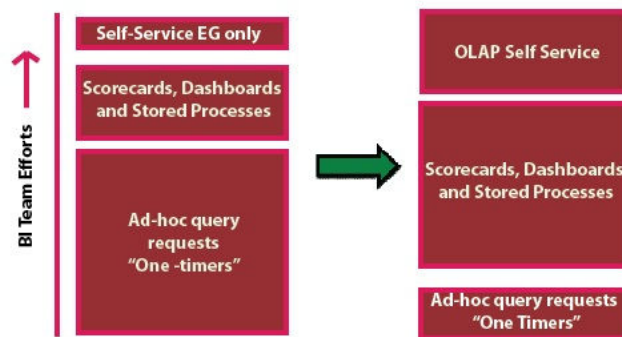 BI Team Efforts
Self-Service EG only
Scorecards, Dashboards
and Stored Processes
Ad-hoc query
requests
“One -timers”
OLAP Self Service
Scorecards, Dashboards
and Stored Processes
Ad-hoc query requests
“One Timers”